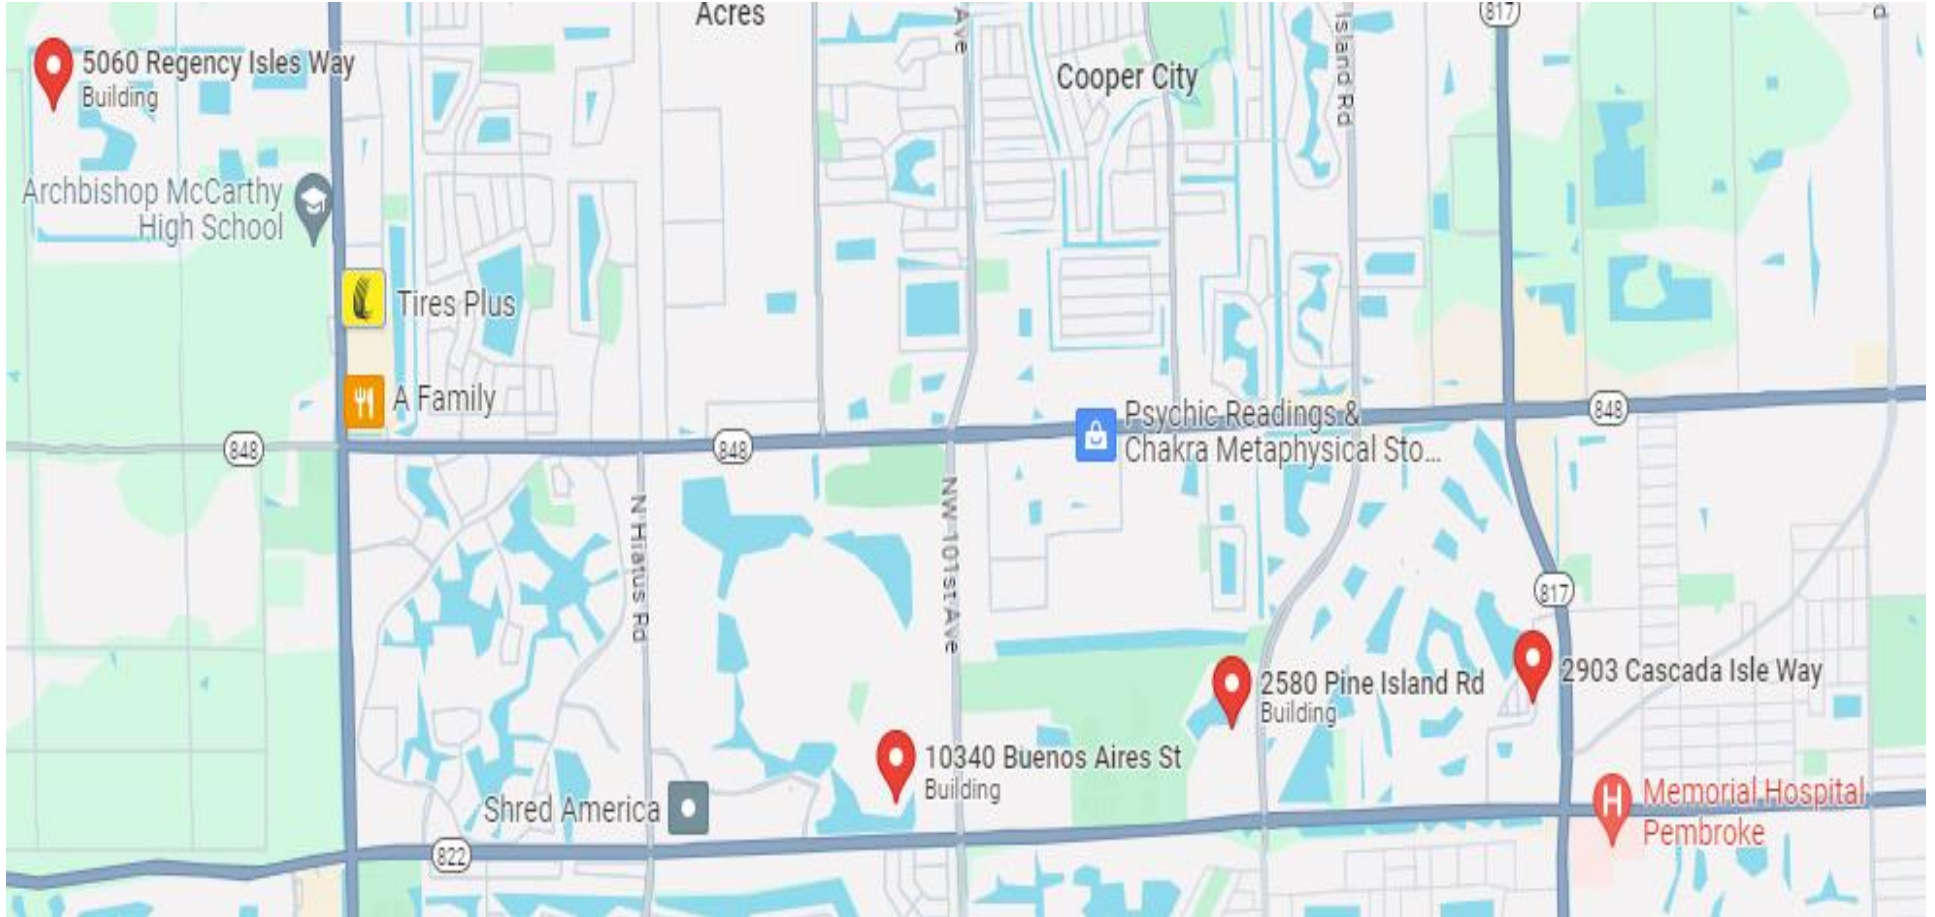 Acres
817
Ave
Island Rd
d
5060 Regency Isles Way
Building
Cooper City
Archbishop McCarthy
High School
Tires Plus
A Family
848
848
848
Psychic Readings &
Chakra Metaphysical Sto...
N Hiatus Rd
NW 101st Ave
817
2903 Cascada Isle Way
2580 Pine Island Rd
Building
10340 Buenos Aires St
Building
Shred America
H
Memorial Hospital
Pembroke
822